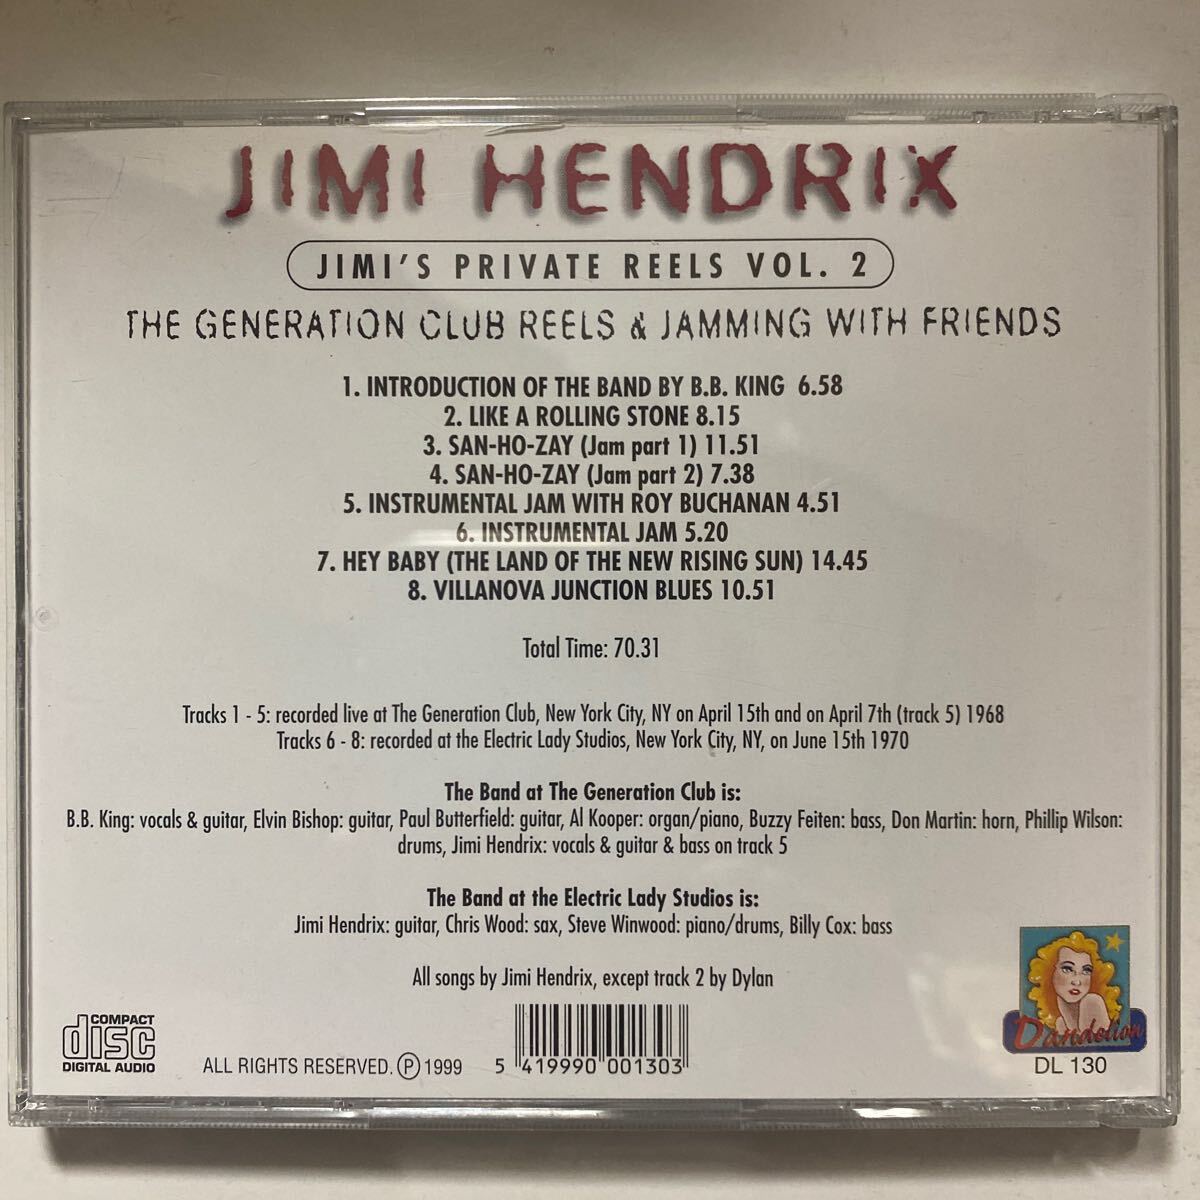 JIMI HENDRIX
JIMI'S PRIVATE REELS VOL. 2
THE GENERATION CLUB REELS & JAMMING WITH FRIENDS
1. INTRODUCTION OF THE BAND BY B.B. KING 6.58
2. LIKE A ROLLING STONE 8.15
3. SAN-HO-ZAY (Jam part 1) 11.51
4. SAN-HO-ZAY (Jam part 2) 7.38
5. INSTRUMENTAL JAM WITH ROY BUCHANAN 4.51
6. INSTRUMENTAL JAM 5.20
7. HEY BABY (THE LAND OF THE NEW RISING SUN) 14.45
8. VILLANOVA JUNCTION BLUES 10.51
Total Time: 70.31
Tracks 1 - 5: recorded live at The Generation Club, New York City, NY on April 15th and on April 7th (track 5) 1968
Tracks 6 - 8: recorded at the Electric Lady Studios, New York City, NY, on June 15th 1970
The Band at The Generation Club is:
B.B. King: vocals & guitar, Elvin Bishop: guitar, Paul Butterfield: guitar, Al Kooper: organ/piano, Buzzy Feiten: bass, Don Martin: horn, Phillip Wilson:
drums, Jimi Hendrix: vocals & guitar & bass on track 5
The Band at the Electric Lady Studios is:
Jimi Hendrix: guitar, Chris Wood: sax, Steve Winwood: piano/drums, Billy Cox: bass
All songs by Jimi Hendrix, except track 2 by Dylan
COMPACT
disc
DIGITAL AUDIO
ALL RIGHTS RESERVED. Ⓟ 1999
5 419990 001303
Dandelion
DL 130